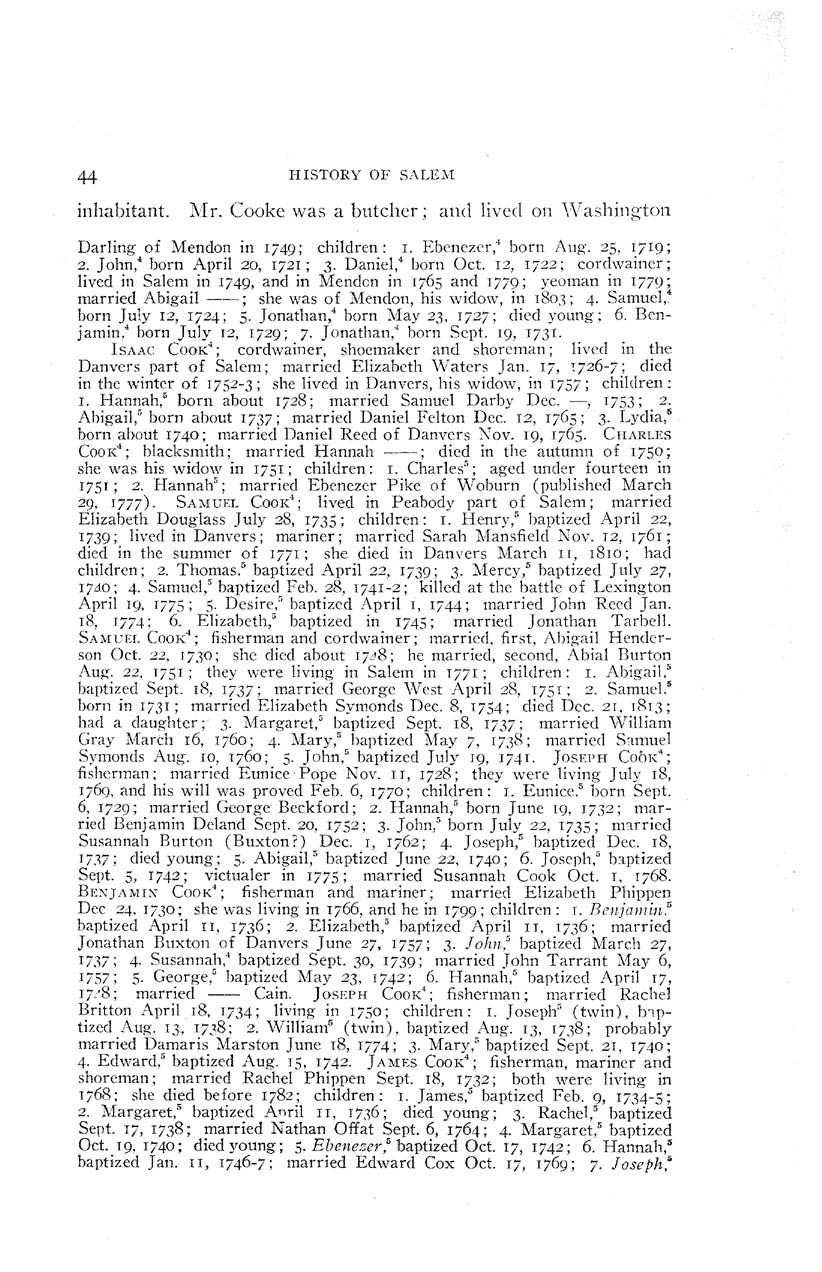 44 HISTORY OF SALEM
inhabitant. Mr. Cooke was a butcher; and lived on Washington
Darling of Mendon in 1749; children: 1. Ebenezer,⁴ born Aug. 25, 1719;
2. John,⁴ born April 20, 1721; 3. Daniel,⁴ born Oct. 12, 1722; cordwainer;
lived in Salem in 1749, and in Mendon in 1765 and 1779; yeoman in 1779;
married Abigail ——; she was of Mendon, his widow, in 1803; 4. Samuel,⁴
born July 12, 1724; 5. Jonathan,⁴ born May 23, 1727; died young; 6. Ben-
jamin,⁴ born July 12, 1729; 7. Jonathan,⁴ born Sept. 19, 1731.
ISAAC COOK⁴; cordwainer, shoemaker and shoreman; lived in the
Danvers part of Salem; married Elizabeth Waters Jan. 17, 1726-7; died
in the winter of 1752-3; she lived in Danvers, his widow, in 1757; children:
1. Hannah,⁵ born about 1728; married Samuel Darby Dec. —, 1753; 2.
Abigail,⁵ born about 1737; married Daniel Felton Dec. 12, 1765; 3. Lydia,⁵
born about 1740; married Daniel Reed of Danvers Nov. 19, 1765. CHARLES
COOK⁴; blacksmith; married Hannah ——; died in the autumn of 1750;
she was his widow in 1751; children: 1. Charles⁵; aged under fourteen in
1751; 2. Hannah⁵; married Ebenezer Pike of Woburn (published March
29, 1777). SAMUEL COOK⁴; lived in Peabody part of Salem; married
Elizabeth Douglass July 28, 1735; children: 1. Henry,⁵ baptized April 22,
1739; lived in Danvers; mariner; married Sarah Mansfield Nov. 12, 1761;
died in the summer of 1771; she died in Danvers March 11, 1810; had
children; 2. Thomas,⁵ baptized April 22, 1739; 3. Mercy,⁵ baptized July 27,
1740; 4. Samuel,⁵ baptized Feb. 28, 1741-2; killed at the battle of Lexington
April 19, 1775; 5. Desire,⁵ baptized April 1, 1744; married John Reed Jan.
18, 1774; 6. Elizabeth,⁵ baptized in 1745; married Jonathan Tarbell.
SAMUEL COOK⁴; fisherman and cordwainer; married, first, Abigail Hender-
son Oct. 22, 1730; she died about 1748; he married, second, Abial Burton
Aug. 22, 1751; they were living in Salem in 1771; children: 1. Abigail,⁵
baptized Sept. 18, 1737; married George West April 28, 1751; 2. Samuel,⁵
born in 1731; married Elizabeth Symonds Dec. 8, 1754; died Dec. 21, 1813;
had a daughter; 3. Margaret,⁵ baptized Sept. 18, 1737; married William
Gray March 16, 1760; 4. Mary,⁵ baptized May 7, 1738; married Samuel
Symonds Aug. 10, 1760; 5. John,⁵ baptized July 19, 1741. JOSEPH COOK⁴;
fisherman; married Eunice Pope Nov. 11, 1728; they were living July 18,
1769, and his will was proved Feb. 6, 1770; children: 1. Eunice,⁵ born Sept.
6, 1729; married George Beckford; 2. Hannah,⁵ born June 19, 1732; mar-
ried Benjamin Deland Sept. 20, 1752; 3. John,⁵ born July 22, 1735; married
Susannah Burton (Buxton?) Dec. 1, 1762; 4. Joseph,⁵ baptized Dec. 18,
1737; died young; 5. Abigail,⁵ baptized June 22, 1740; 6. Joseph,⁵ baptized
Sept. 5, 1742; victualer in 1775; married Susannah Cook Oct. 1, 1768.
BENJAMIN COOK⁴; fisherman and mariner; married Elizabeth Phippen
Dec 24, 1730; she was living in 1766, and he in 1799; children: 1. Benjamin,⁵
baptized April 11, 1736; 2. Elizabeth,⁵ baptized April 11, 1736; married
Jonathan Buxton of Danvers June 27, 1757; 3. John,⁵ baptized March 27,
1737; 4. Susannah,⁴ baptized Sept. 30, 1739; married John Tarrant May 6,
1757; 5. George,⁵ baptized May 23, 1742; 6. Hannah,⁵ baptized April 17,
married —— Cain. JOSEPH COOK⁴; fisherman; married Rachel
Britton April 18, 1734; living in 1750; children: 1. Joseph⁵ (twin), bap-
tized Aug. 13, 1738; 2. William⁵ (twin), baptized Aug. 13, 1738; probably
married Damaris Marston June 18, 1774; 3. Mary,⁵ baptized Sept. 21, 1740;
4. Edward,⁵ baptized Aug. 15, 1742. JAMES COOK⁴; fisherman, mariner and
shoreman; married Rachel Phippen Sept. 18, 1732; both were living in
1768; she died before 1782; children: 1. James,⁵ baptized Feb. 9, 1734-5;
2. Margaret,⁵ baptized April 11, 1736; died young; 3. Rachel,⁵ baptized
Sept. 17, 1738; married Nathan Offat Sept. 6, 1764; 4. Margaret,⁵ baptized
Oct. 19, 1740; died young; 5. Ebenezer,⁵ baptized Oct. 17, 1742; 6. Hannah,⁵
baptized Jan. 11, 1746-7; married Edward Cox Oct. 17, 1769; 7. Joseph,⁵